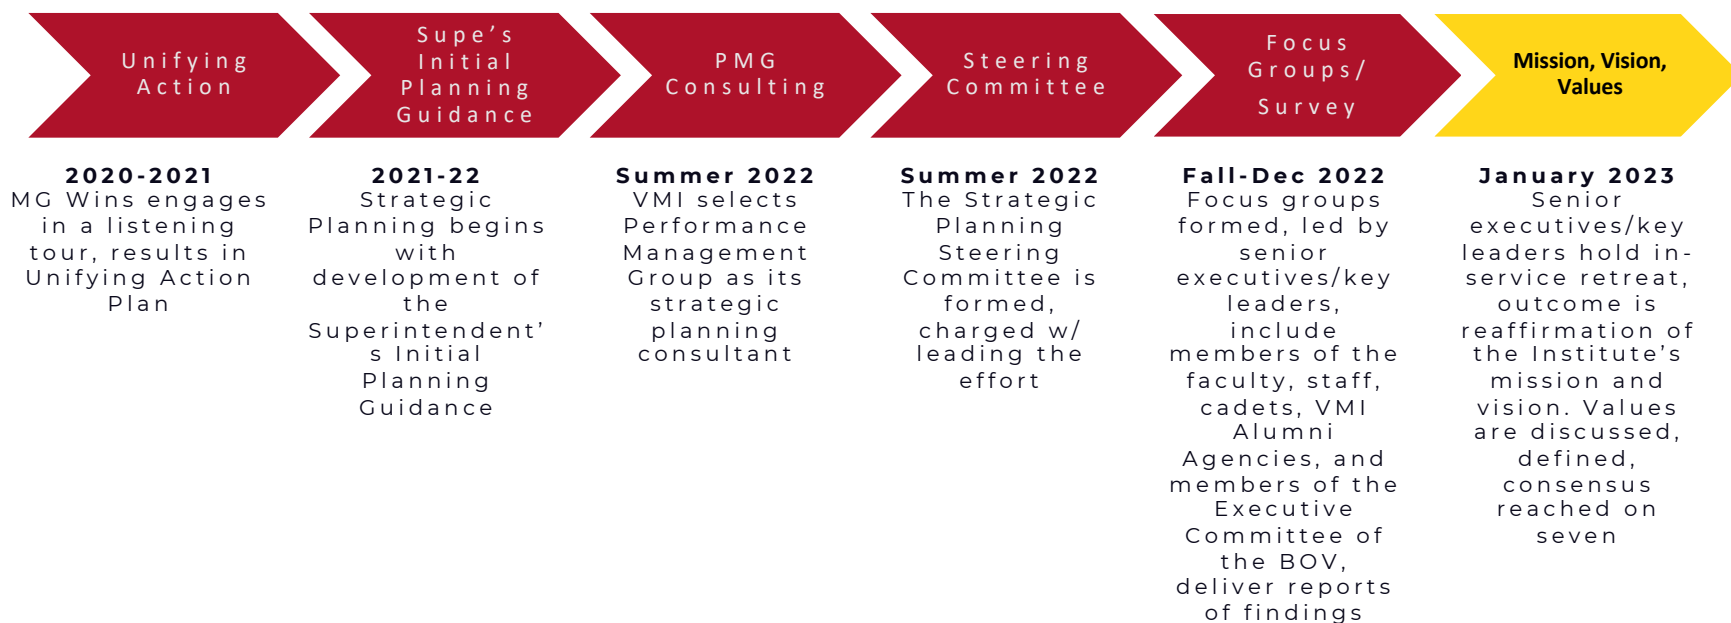 Unifying
Action
Supe’s
Initial
Planning
Guidance
PMG
Consulting
Steering
Committee
Focus
Groups/
Survey
Mission, Vision,
Values
2020-2021
MG Wins engages
in a listening
tour, results in
Unifying Action
Plan
2021-22
Strategic
Planning begins
with
development of
the
Superintendent’
s Initial
Planning
Guidance
Summer 2022
VMI selects
Performance
Management
Group as its
strategic
planning
consultant
Summer 2022
The Strategic
Planning
Steering
Committee is
formed,
charged w/
leading the
effort
Fall-Dec 2022
Focus groups
formed, led by
senior
executives/key
leaders,
include
members of the
faculty, staff,
cadets, VMI
Alumni
Agencies, and
members of the
Executive
Committee of
the BOV,
deliver reports
of findings
January 2023
Senior
executives/key
leaders hold in-
service retreat,
outcome is
reaffirmation of
the Institute’s
mission and
vision. Values
are discussed,
defined,
consensus
reached on
seven